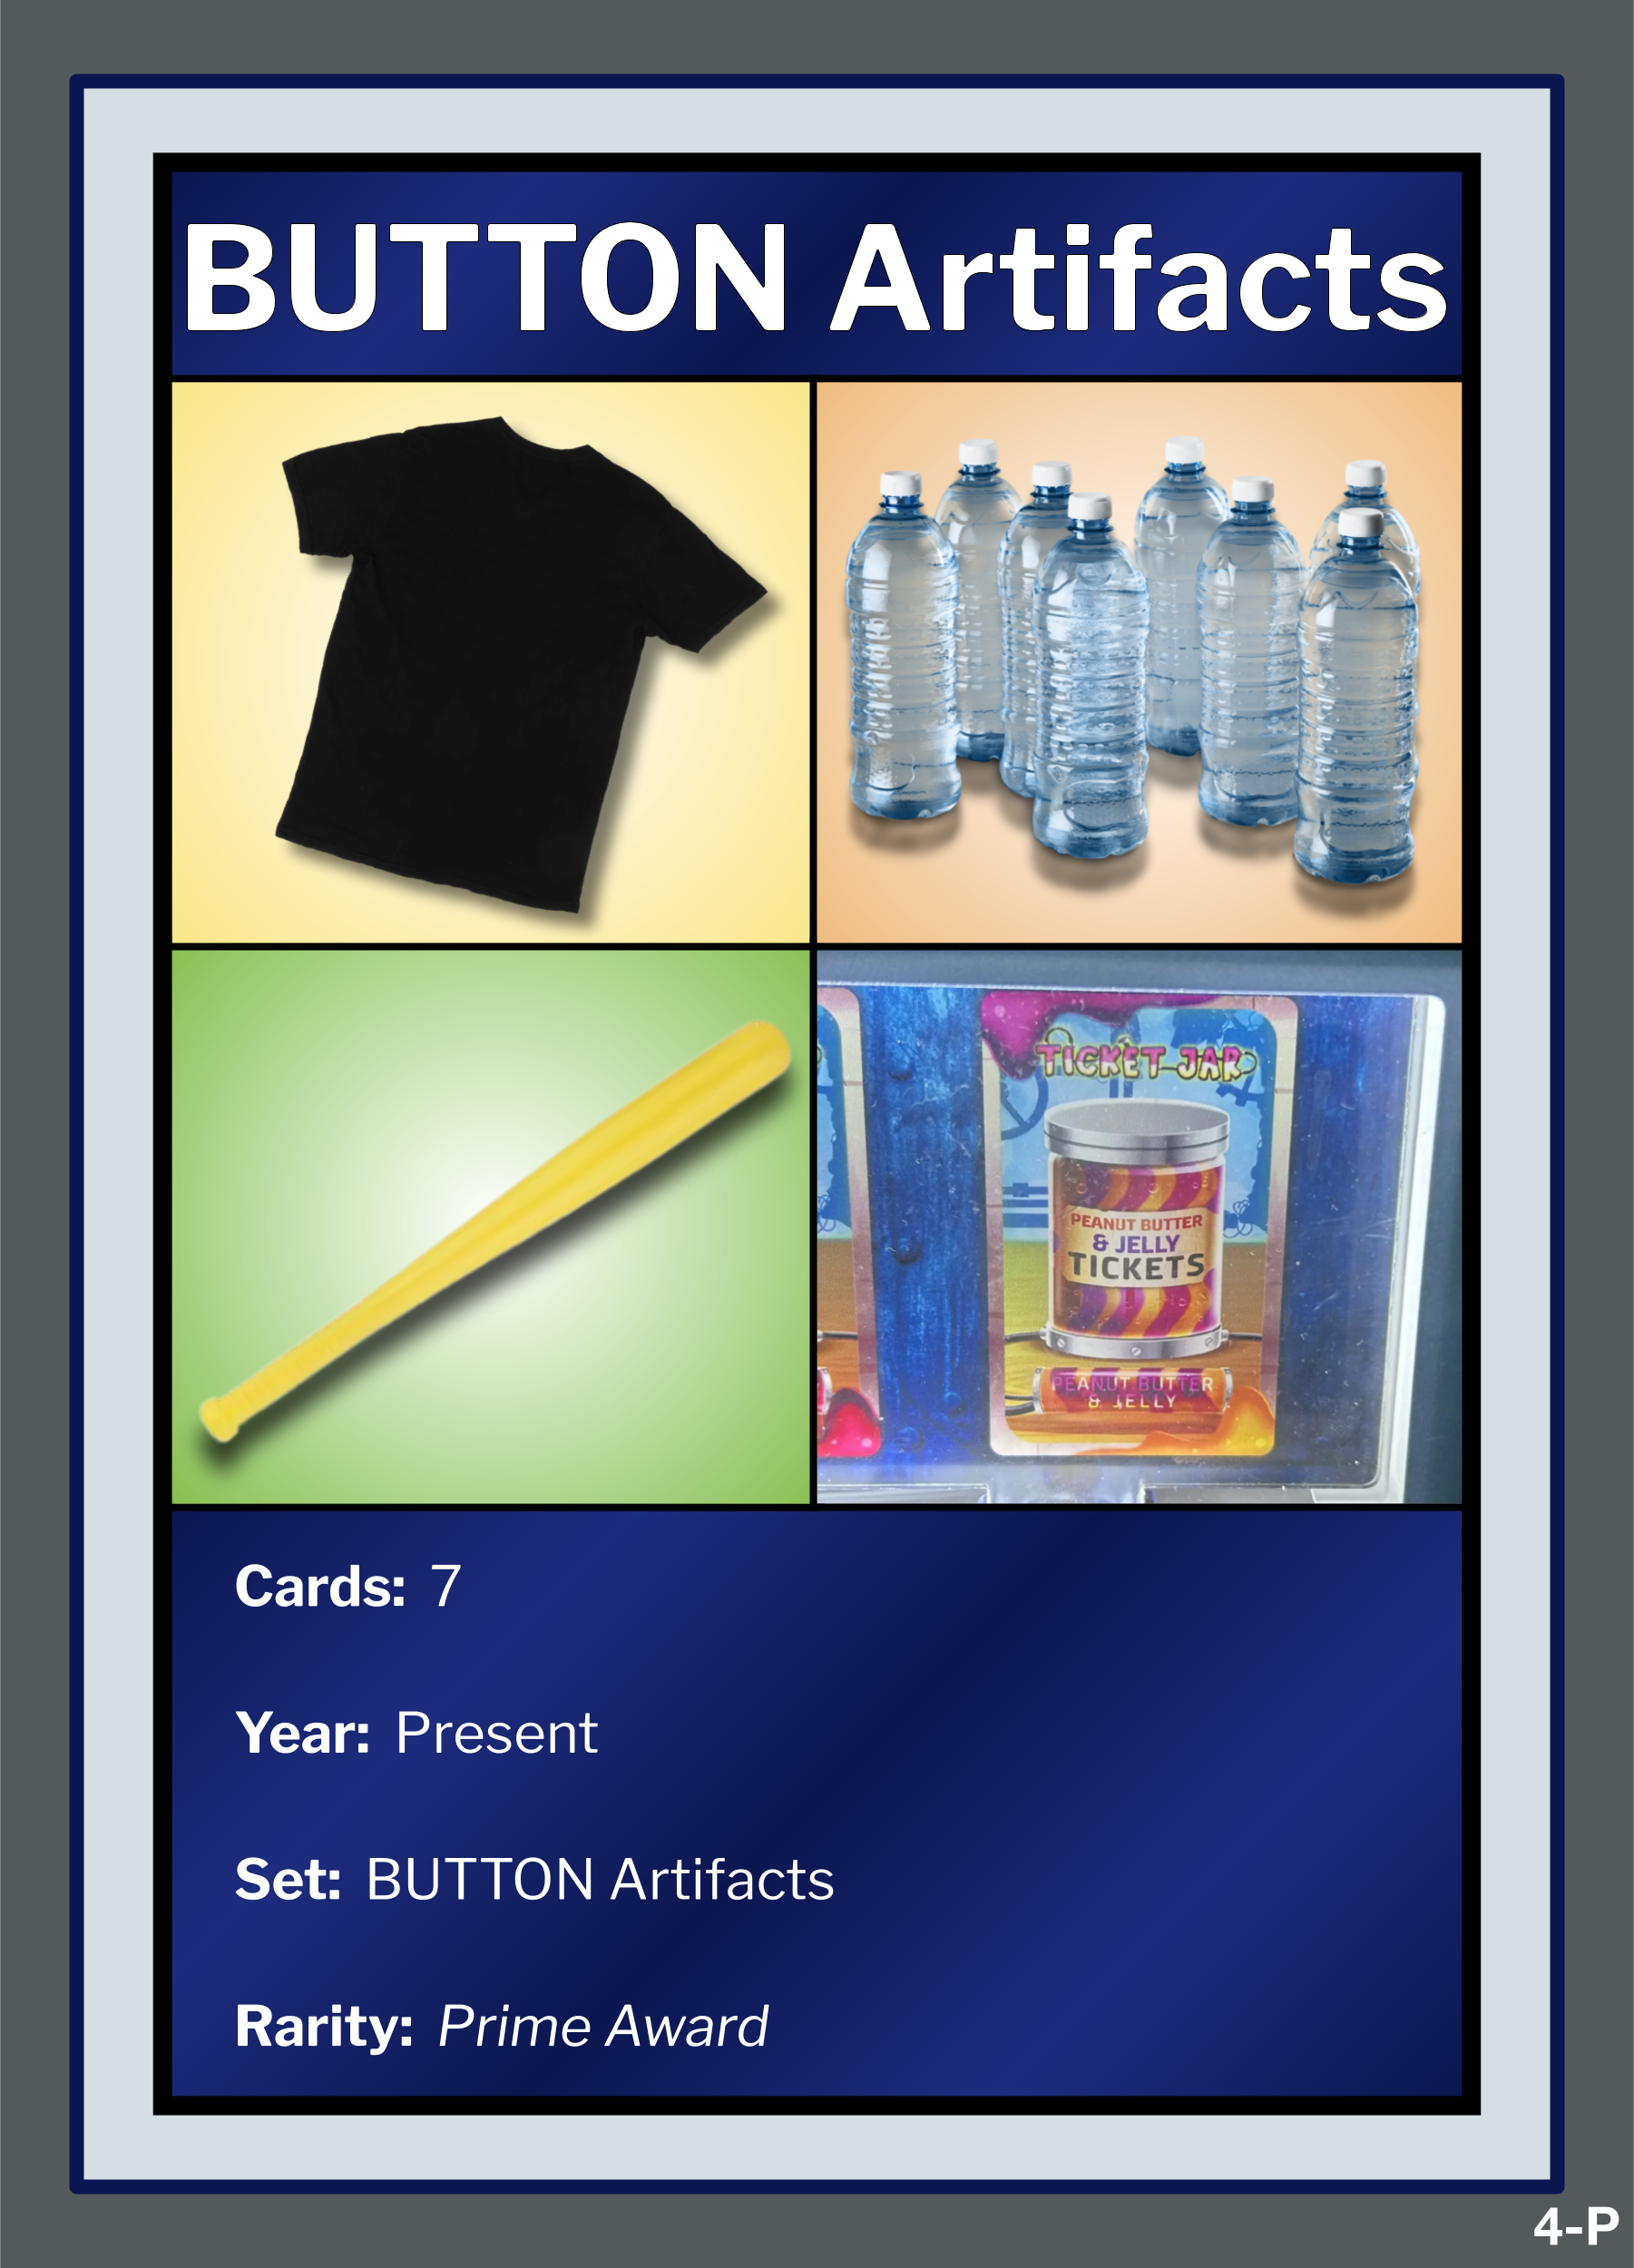 BUTTON Artifacts
TICKET JAR
PEANUT BUTTER
& JELLY
TICKETS
PEANUT BUTTER
& JELLY
Cards: 7
Year: Present
Set: BUTTON Artifacts
Rarity: Prime Award
4-P